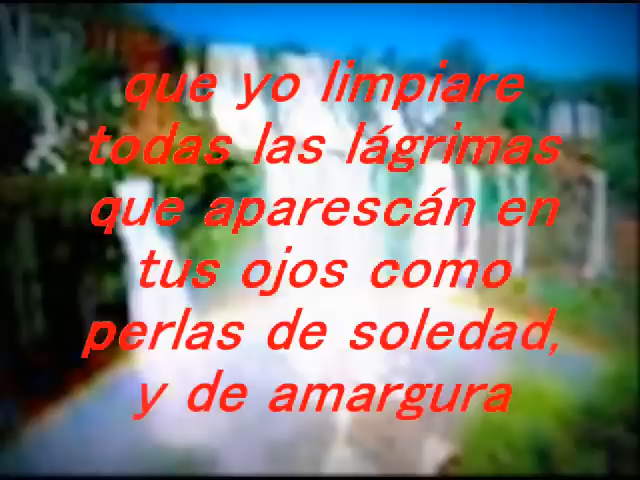 que yo limpiare
todas las lágrimas
que aparescán en
tus ojos como
perlas de soledad,
y de amargura